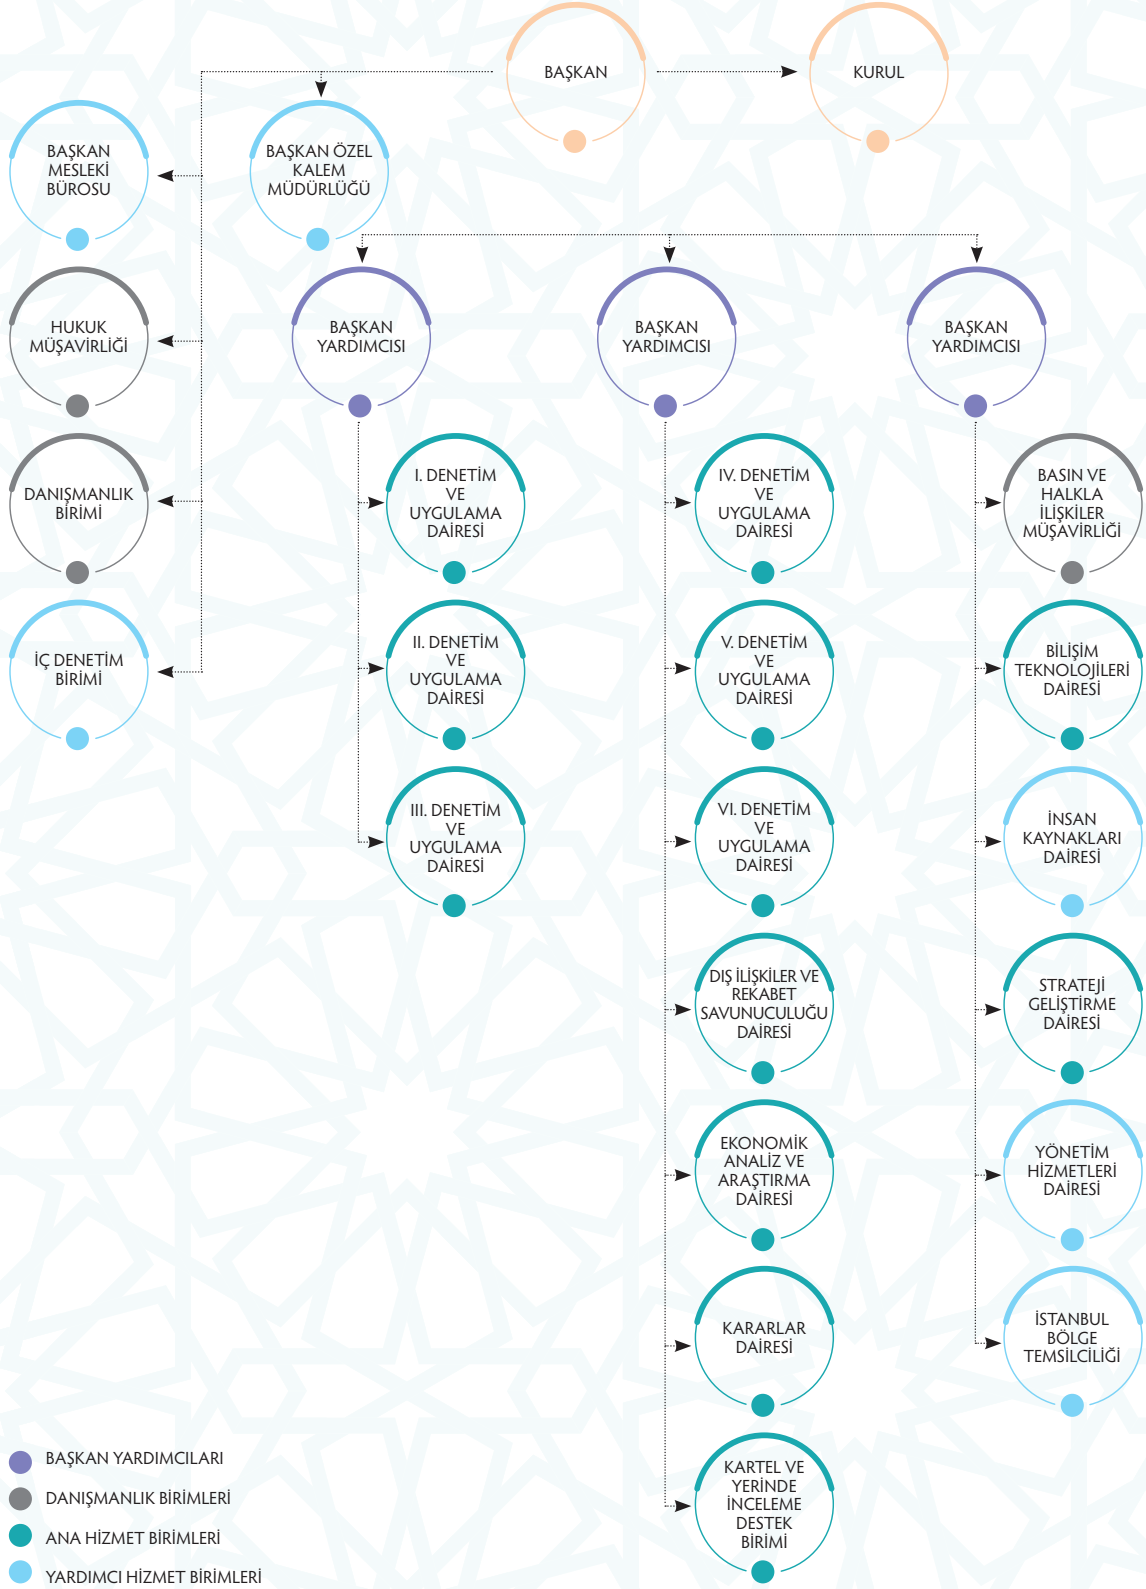 BAŞKAN
KURUL
BAŞKAN
MESLEKİ
BÜROSU
BAŞKAN ÖZEL
KALEM
MÜDÜRLÜĞÜ
HUKUK
MÜŞAVİRLİĞİ
BAŞKAN
YARDIMCISI
BAŞKAN
YARDIMCISI
BAŞKAN
YARDIMCISI
DANIŞMANLIK
BİRİMİ
I. DENETİM
VE
UYGULAMA
DAİRESİ
IV. DENETİM
VE
UYGULAMA
DAİRESİ
BASIN VE
HALKLA
İLİŞKİLER
MÜŞAVİRLİĞİ
İÇ DENETİM
BİRİMİ
II. DENETİM
VE
UYGULAMA
DAİRESİ
V. DENETİM
VE
UYGULAMA
DAİRESİ
BİLİŞİM
TEKNOLOJİLERİ
DAİRESİ
III. DENETİM
VE
UYGULAMA
DAİRESİ
VI. DENETİM
VE
UYGULAMA
DAİRESİ
İNSAN
KAYNAKLARI
DAİRESİ
DIŞ İLİŞKİLER VE
REKABET
SAVUNUCULUĞU
DAİRESİ
STRATEJİ
GELİŞTİRME
DAİRESİ
EKONOMİK
ANALİZ VE
ARAŞTIRMA
DAİRESİ
YÖNETİM
HİZMETLERİ
DAİRESİ
KARARLAR
DAİRESİ
İSTANBUL
BÖLGE
TEMSİLCİLİĞİ
KARTEL VE
YERİNDE
İNCELEME
DESTEK
BİRİMİ
BAŞKAN YARDIMCILARI
DANIŞMANLIK BİRİMLERİ
ANA HİZMET BİRİMLERİ
YARDIMCI HİZMET BİRİMLERİ